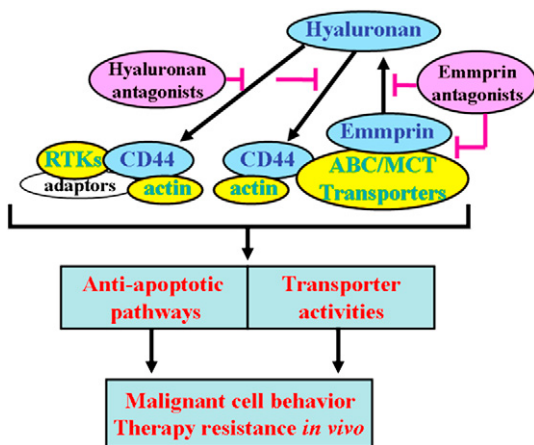 Hyaluronan
Hyaluronan
antagonists
Emmprin
antagonists
Emmprin
RTKs
CD44
adaptors
actin
CD44
actin
ABC/MCT
Transporters
Anti-apoptotic
pathways
Transporter
activities
Malignant cell behavior
Therapy resistance in vivo